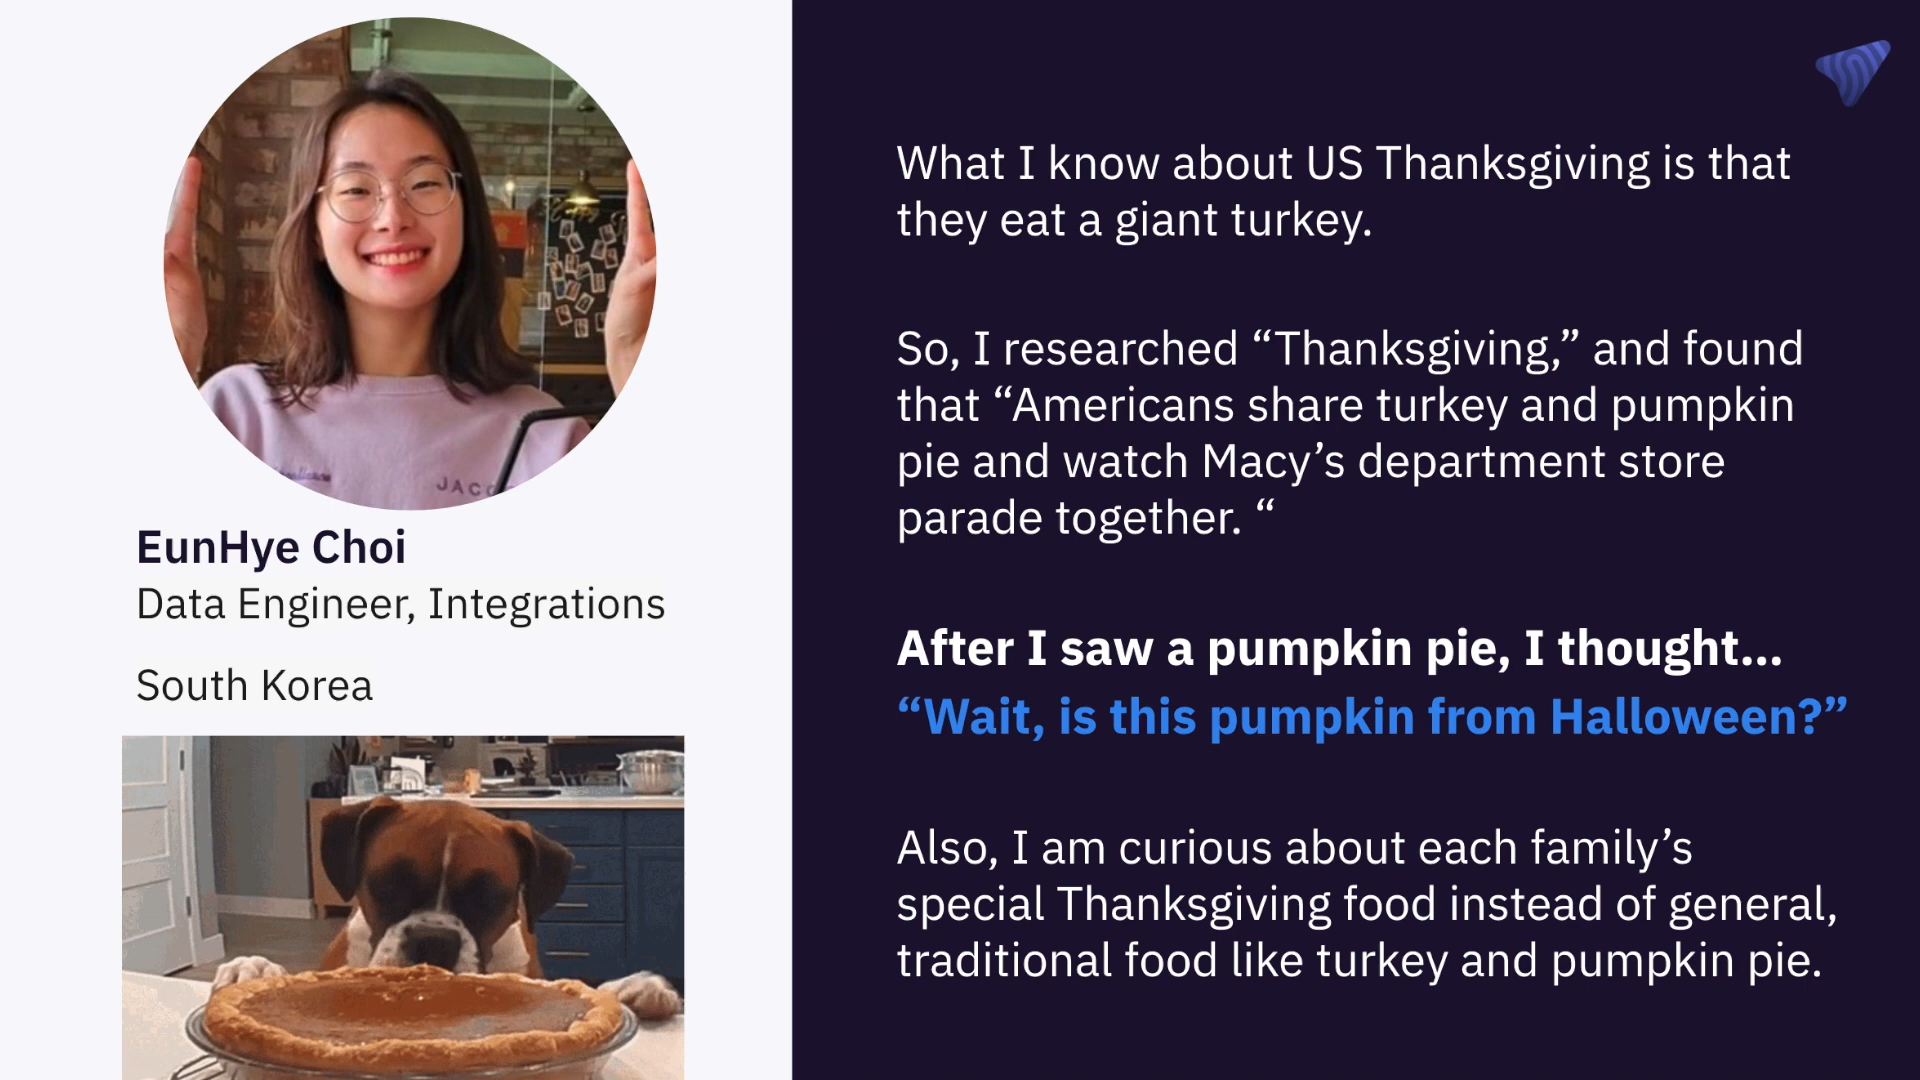 EunHye Choi
Data Engineer, Integrations
South Korea
JACO
What I know about US Thanksgiving is that
they eat a giant turkey.
So, I researched “Thanksgiving,” and found
that “Americans share turkey and pumpkin
pie and watch Macy’s department store
parade together. “
After I saw a pumpkin pie, I thought...
“Wait, is this pumpkin from Halloween?”
Also, I am curious about each family’s
special Thanksgiving food instead of general,
traditional food like turkey and pumpkin pie.